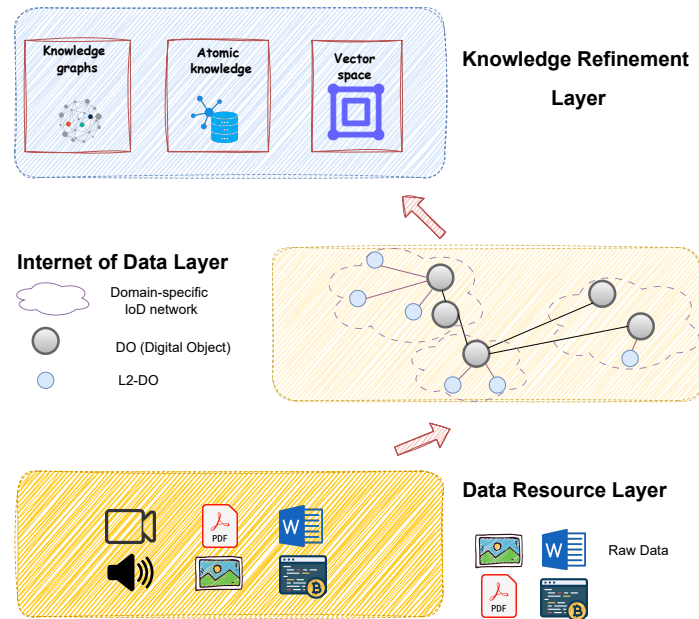 Knowledge
graphs
Atomic
knowledge
Vector
space
Knowledge Refinement
Layer
Internet of Data Layer
Domain-specific
IoD network
DO (Digital Object)
L2-DO
Data Resource Layer
PDF
W
W
Raw Data
PDF